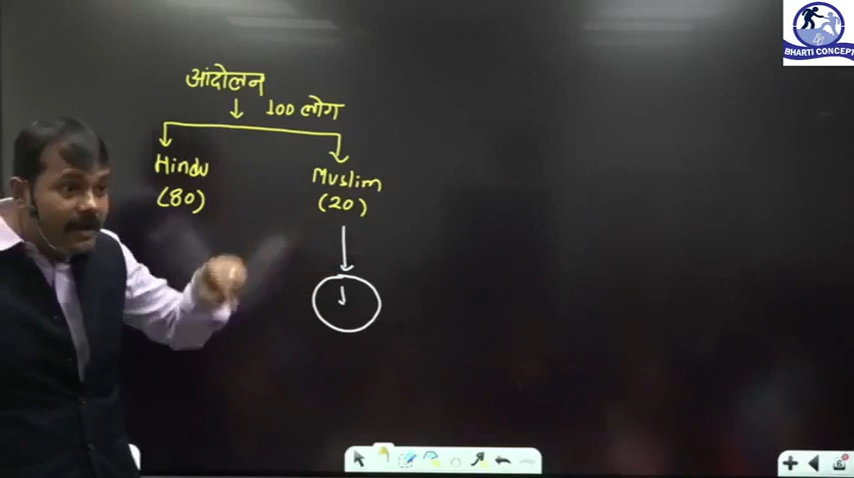 आंदोलन
↓ 100 लोग
Hindu Muslim
(80) (20)
BHARTI CONCEPT